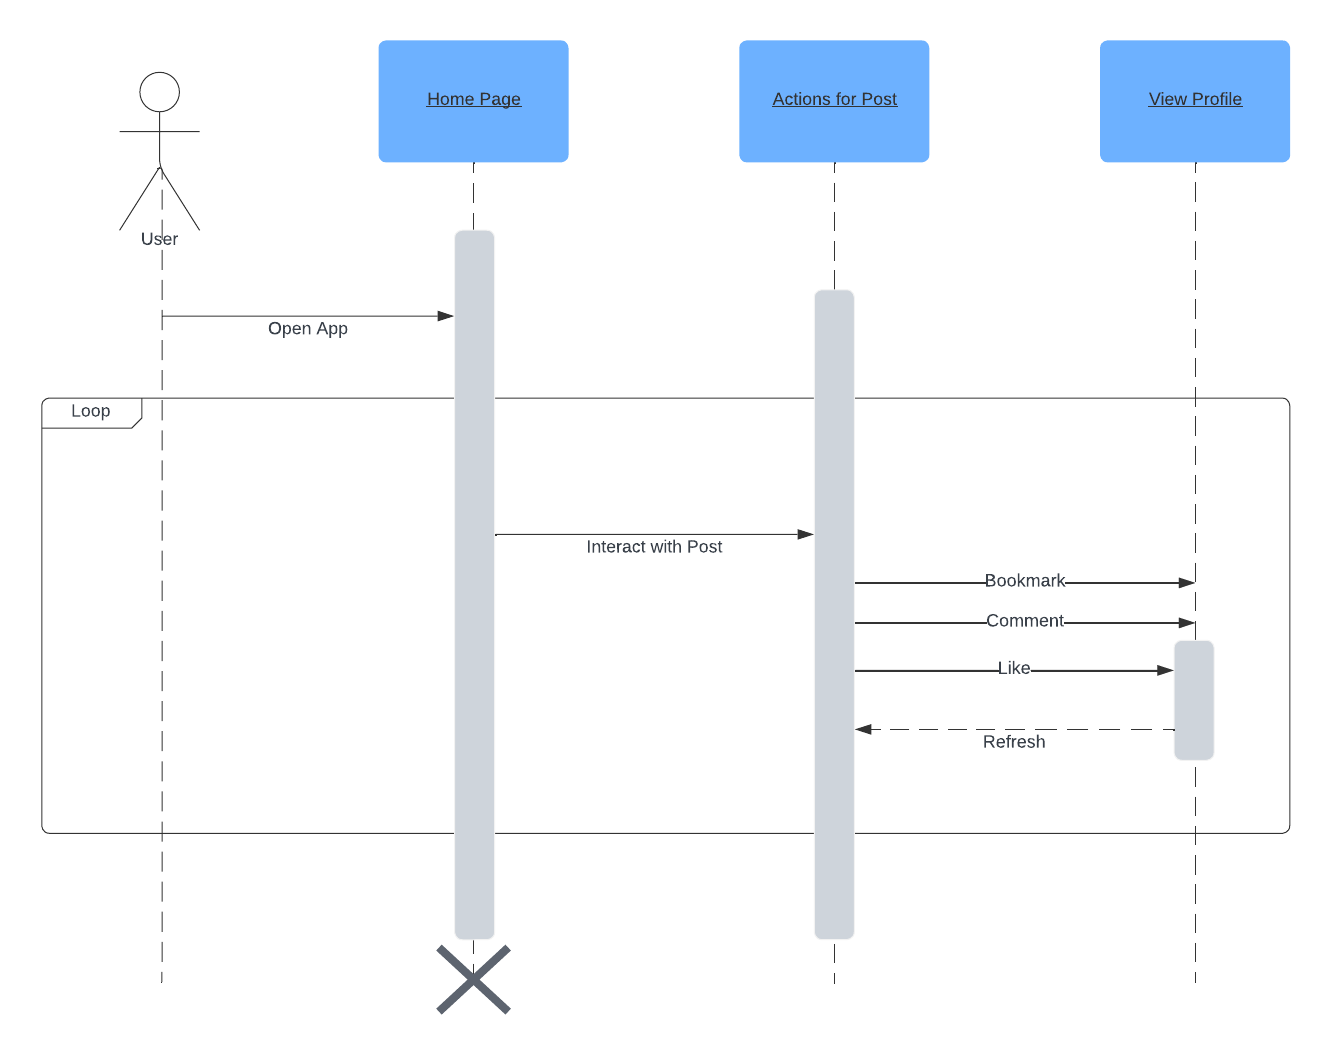 Home Page
Actions for Post
View Profile
User
Open App
Loop
Interact with Post
Bookmark
Comment
Like
Refresh